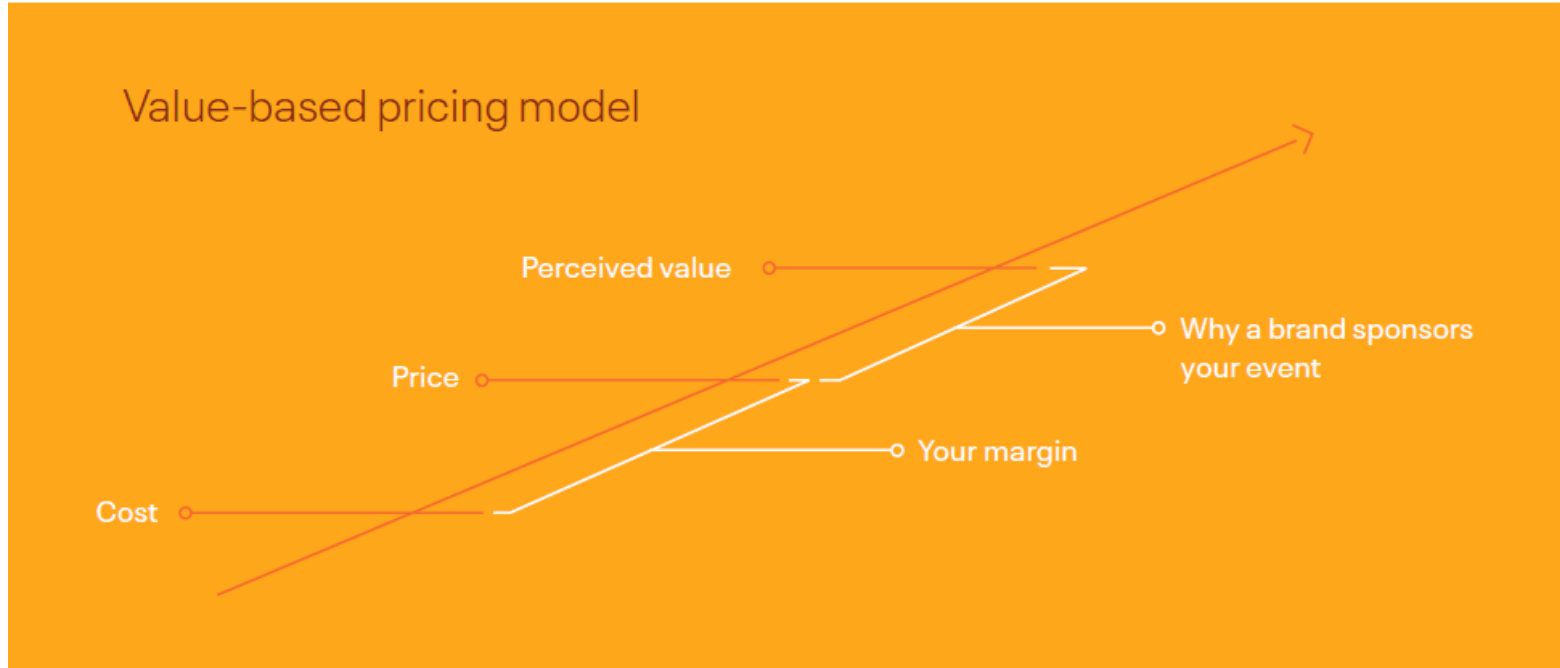 Value-based pricing model
Perceived value
Why a brand sponsors
your event
Price
Your margin
Cost